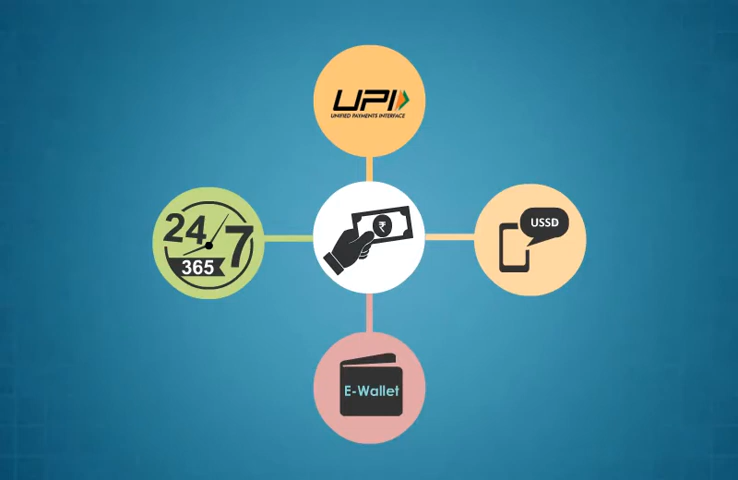 UPI
UNIFIED PAYMENTS INTERFACE
24
7
365
₹
USSD
E-Wallet